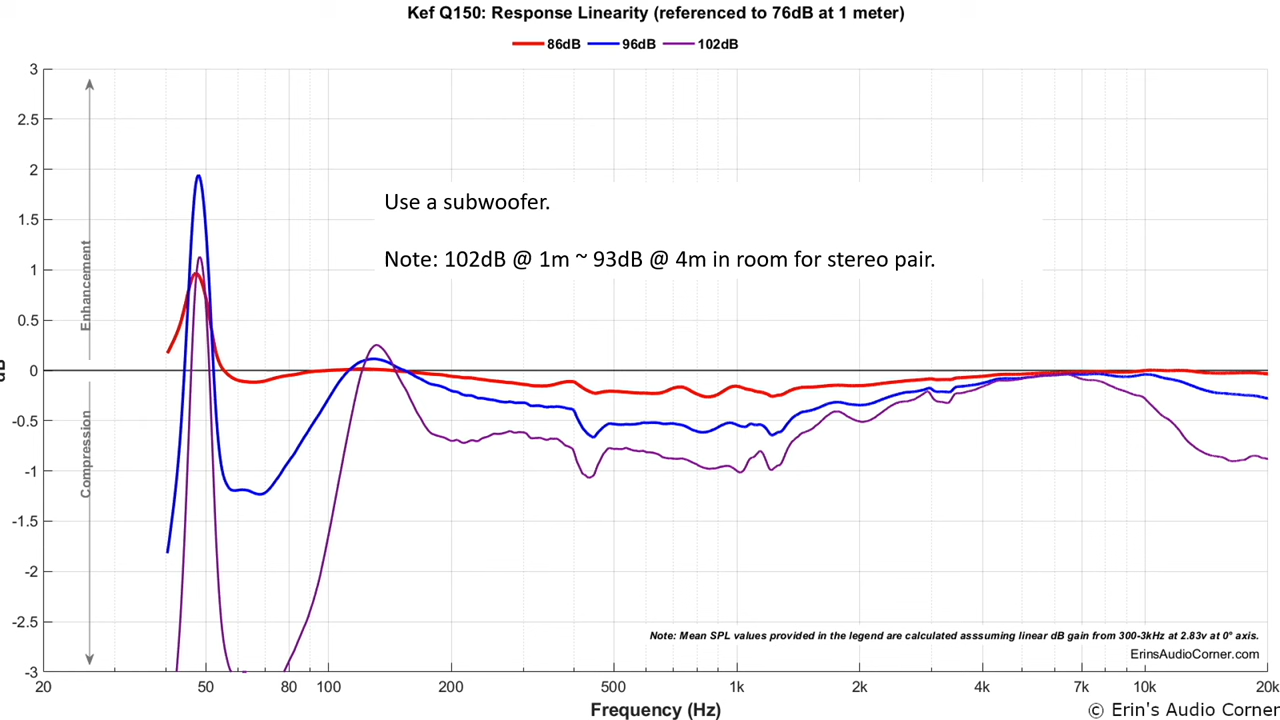 Kef Q150: Response Linearity (referenced to 76dB at 1 meter)
86dB 96dB 102dB
3
2.5
2
1.5
1
0.5
0
-0.5
-1
-1.5
-2
-2.5
-3
dB
Enhancement
Compression
Use a subwoofer.
Note: 102dB @ 1m ~ 93dB @ 4m in room for stereo pair.
Note: Mean SPL values provided in the legend are calculated asssuming linear dB gain from 300-3kHz at 2.83v at 0° axis.
ErinsAudioCorner.com
20 50 80 100 200 500 1k 2k 4k 7k 10k 20k
Frequency (Hz)
© Erin's Audio Corner